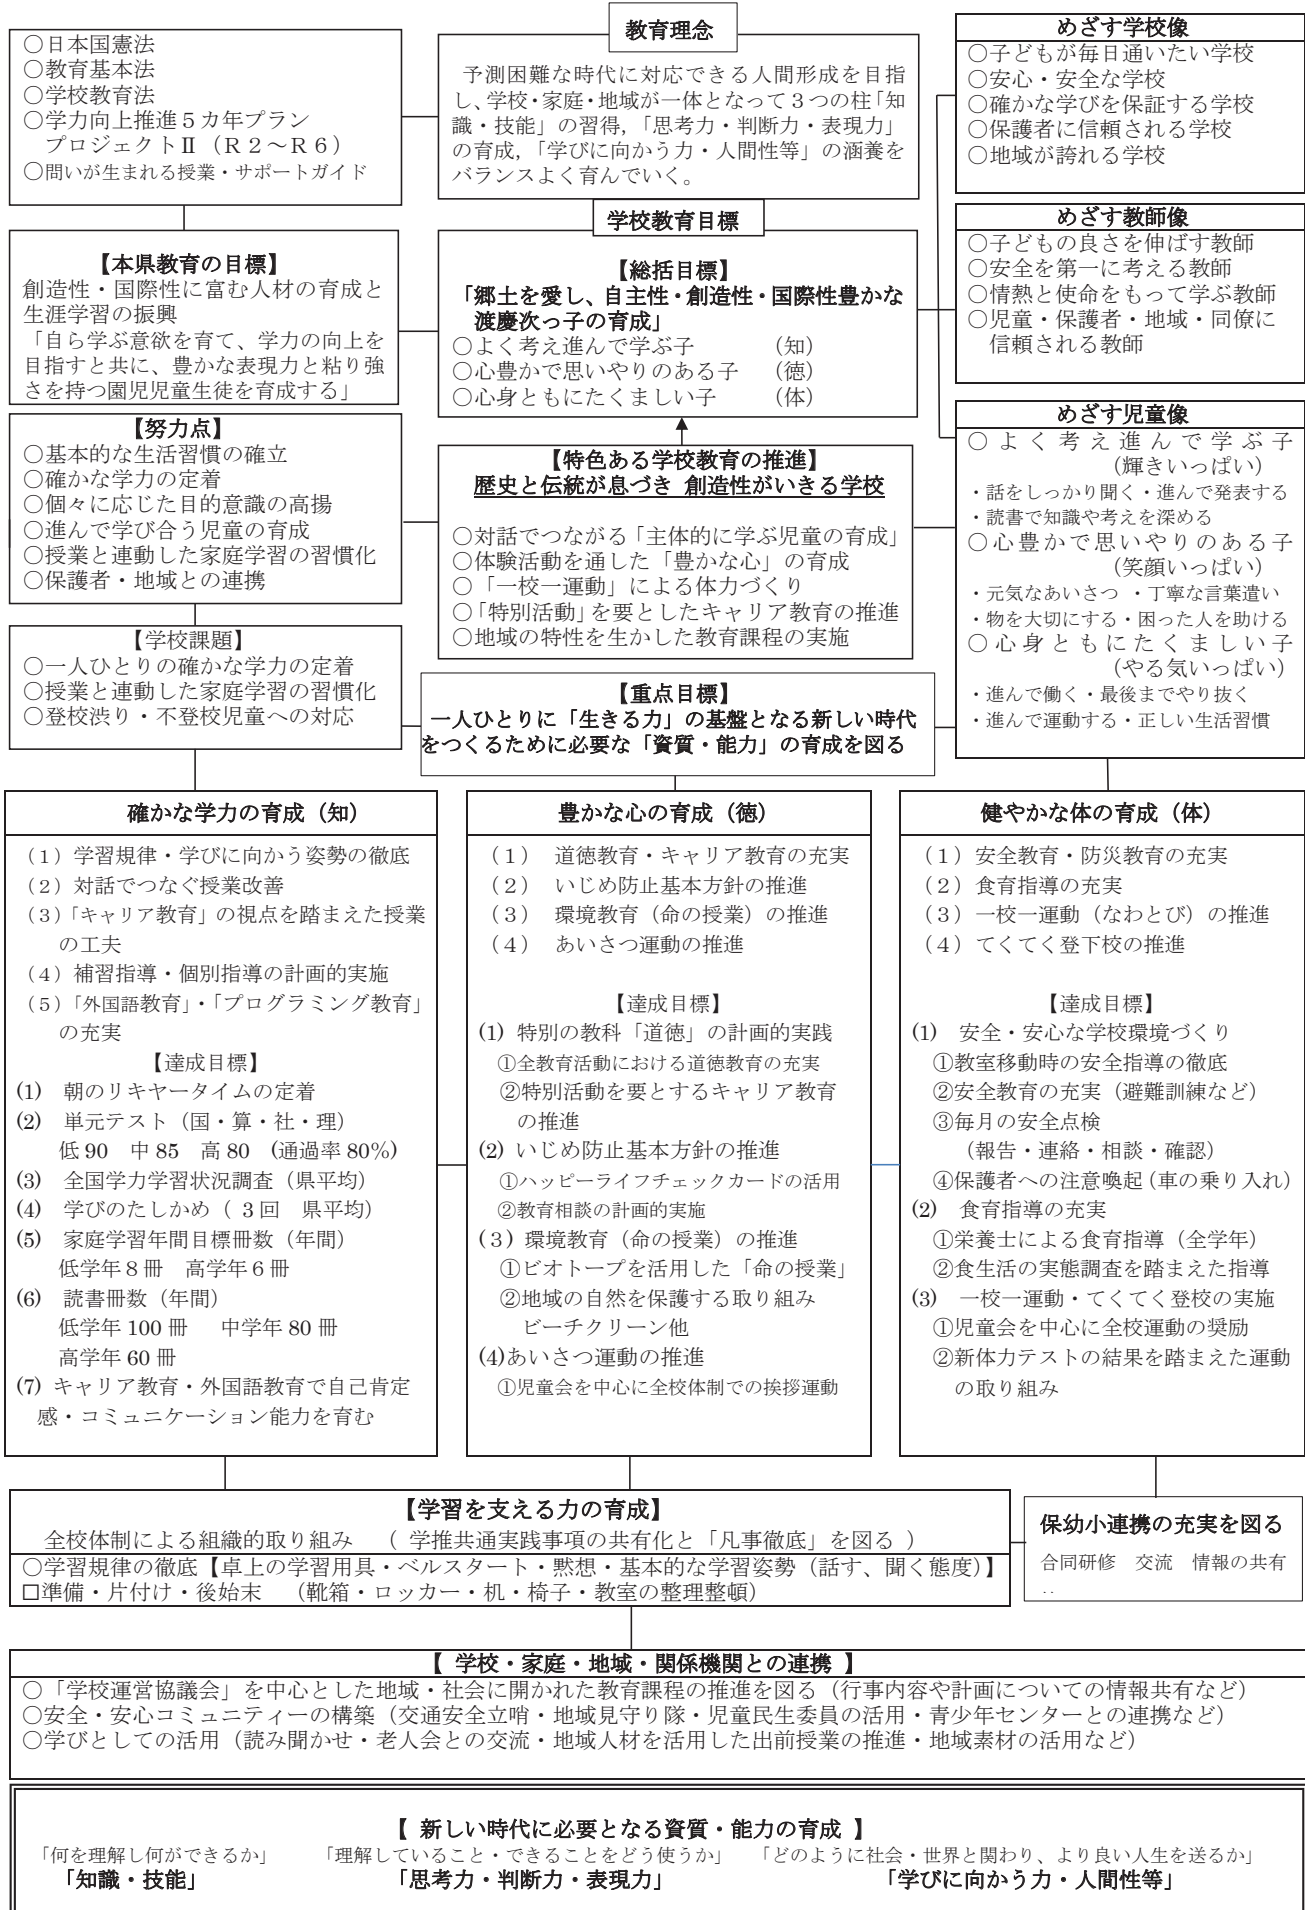 ○日本国憲法
○教育基本法
○学校教育法
○学力向上推進5カ年プラン
プロジェクトⅡ（R2～R6）
○問いが生まれる授業・サポートガイド
教育理念
予測困難な時代に対応できる人間形成を目指
し、学校・家庭・地域が一体となって3つの柱「知
識・技能」の習得，「思考力・判断力・表現力」
の育成，「学びに向かう力・人間性等」の涵養を
バランスよく育んでいく。
めざす学校像
○子どもが毎日通いたい学校
○安心・安全な学校
○確かな学びを保証する学校
○保護者に信頼される学校
○地域が誇れる学校
【本県教育の目標】
創造性・国際性に富む人材の育成と
生涯学習の振興
「自ら学ぶ意欲を育て、学力の向上を
目指すと共に、豊かな表現力と粘り強
さを持つ園児児童生徒を育成する」
学校教育目標
【総括目標】
「郷土を愛し、自主性・創造性・国際性豊かな
渡慶次っ子の育成」
○よく考え進んで学ぶ子 （知）
○心豊かで思いやりのある子 （徳）
○心身ともにたくましい子 （体）
めざす教師像
○子どもの良さを伸ばす教師
○安全を第一に考える教師
○情熱と使命をもって学ぶ教師
○児童・保護者・地域・同僚に
信頼される教師
【努力点】
○基本的な生活習慣の確立
○確かな学力の定着
○個々に応じた目的意識の高揚
○進んで学び合う児童の育成
○授業と連動した家庭学習の習慣化
○保護者・地域との連携
【特色ある学校教育の推進】
歴史と伝統が息づき 創造性がいきる学校
○対話でつながる「主体的に学ぶ児童の育成」
○体験活動を通した「豊かな心」の育成
○「一校一運動」による体力づくり
○「特別活動」を要としたキャリア教育の推進
○地域の特性を生かした教育課程の実施
めざす児童像
○よく考え進んで学ぶ子
（輝きいっぱい）
・話をしっかり聞く・進んで発表する
・読書で知識や考えを深める
○心豊かで思いやりのある子
（笑顔いっぱい）
・元気なあいさつ ・丁寧な言葉遣い
・物を大切にする・困った人を助ける
○心身ともにたくましい子
（やる気いっぱい）
・進んで働く・最後までやり抜く
・進んで運動する・正しい生活習慣
【学校課題】
○一人ひとりの確かな学力の定着
○授業と連動した家庭学習の習慣化
○登校渋り・不登校児童への対応
【重点目標】
一人ひとりに「生きる力」の基盤となる新しい時代
をつくるために必要な「資質・能力」の育成を図る
確かな学力の育成（知）
（1）学習規律・学びに向かう姿勢の徹底
（2）対話でつなぐ授業改善
（3）「キャリア教育」の視点を踏まえた授業
の工夫
（4）補習指導・個別指導の計画的実施
（5）「外国語教育」・「プログラミング教育」
の充実
【達成目標】
(1) 朝のリキャータイムの定着
(2) 単元テスト（国・算・社・理）
低90 中85 高80 (通過率80%)
(3) 全国学力学習状況調査（県平均）
(4) 学びのたしかめ（ 3回 県平均）
(5) 家庭学習年間目標冊数（年間）
低学年8冊 高学年6冊
(6) 読書冊数（年間）
低学年100冊 中学年80冊
高学年60冊
(7) キャリア教育・外国語教育で自己肯定
感・コミュニケーション能力を育む
豊かな心の育成（徳）
（1） 道徳教育・キャリア教育の充実
（2） いじめ防止基本方針の推進
（3） 環境教育（命の授業）の推進
（4） あいさつ運動の推進
【達成目標】
(1) 特別の教科「道徳」の計画的実践
①全教育活動における道徳教育の充実
②特別活動を要とするキャリア教育
の推進
(2) いじめ防止基本方針の推進
①ハッピーライフチェックカードの活用
②教育相談の計画的実施
（3）環境教育（命の授業）の推進
①ビオトープを活用した「命の授業」
②地域の自然を保護する取り組み
ビーチクリーン他
(4)あいさつ運動の推進
①児童会を中心に全校体制での挨拶運動
健やかな体の育成（体）
（1）安全教育・防災教育の充実
（2）食育指導の充実
（3）一校一運動（なわとび）の推進
（4）てくてく登下校の推進
【達成目標】
(1) 安全・安心な学校環境づくり
①教室移動時の安全指導の徹底
②安全教育の充実（避難訓練など）
③毎月の安全点検
（報告・連絡・相談・確認）
④保護者への注意喚起（車の乗り入れ）
(2) 食育指導の充実
①栄養士による食育指導（全学年）
②食生活の実態調査を踏まえた指導
(3) 一校一運動・てくてく登校の実施
①児童会を中心に全校運動の奨励
②新体力テストの結果を踏まえた運動
の取り組み
【学習を支える力の育成】
全校体制による組織的取り組み （ 学推共通実践事項の共有化と「凡事徹底」を図る ）
○学習規律の徹底【卓上の学習用具・ベルスタート・黙想・基本的な学習姿勢（話す、聞く態度）】
□準備・片付け・後始末 （靴箱・ロッカー・机・椅子・教室の整理整頓）
保幼小連携の充実を図る
合同研修 交流 情報の共有
‥
【 学校・家庭・地域・関係機関との連携 】
○「学校運営協議会」を中心とした地域・社会に開かれた教育課程の推進を図る（行事内容や計画についての情報共有など）
○安全・安心コミュニティーの構築（交通安全立哨・地域見守り隊・児童民生委員の活用・青少年センターとの連携など）
○学びとしての活用（読み聞かせ・老人会との交流・地域人材を活用した出前授業の推進・地域素材の活用など）
【 新しい時代に必要となる資質・能力の育成 】
「何を理解し何ができるか」 「理解していること・できることをどう使うか」 「どのように社会・世界と関わり、より良い人生を送るか」
「知識・技能」 「思考力・判断力・表現力」 「学びに向かう力・人間性等」